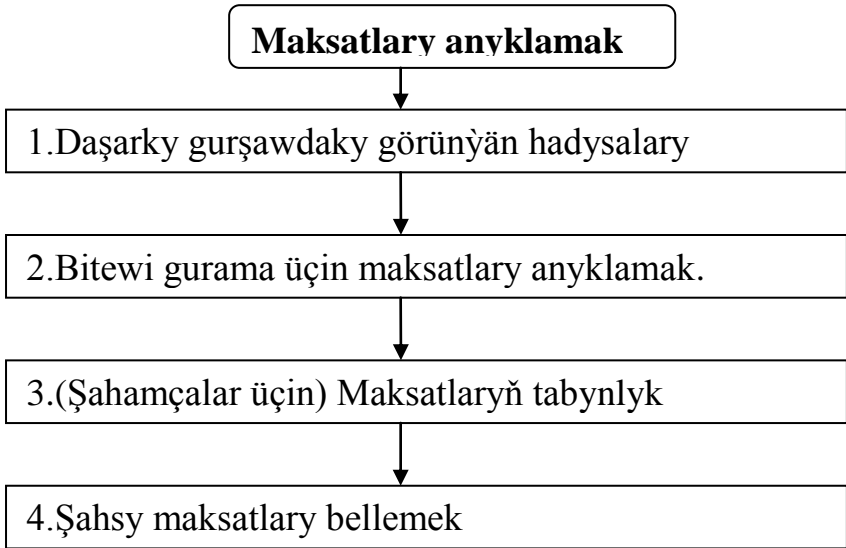 Maksatlary anyklamak
1.Daşarky gurşawdaky görünỳän hadysalary
2.Bitewi gurama üçin maksatlary anyklamak.
3.(Şahamçalar üçin) Maksatlaryň tabynlyk
4.Şahsy maksatlary bellemek